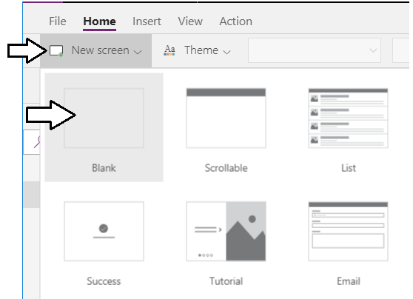 File Home Insert View Action
New screen Theme
Blank Scrollable List
Success Tutorial Email